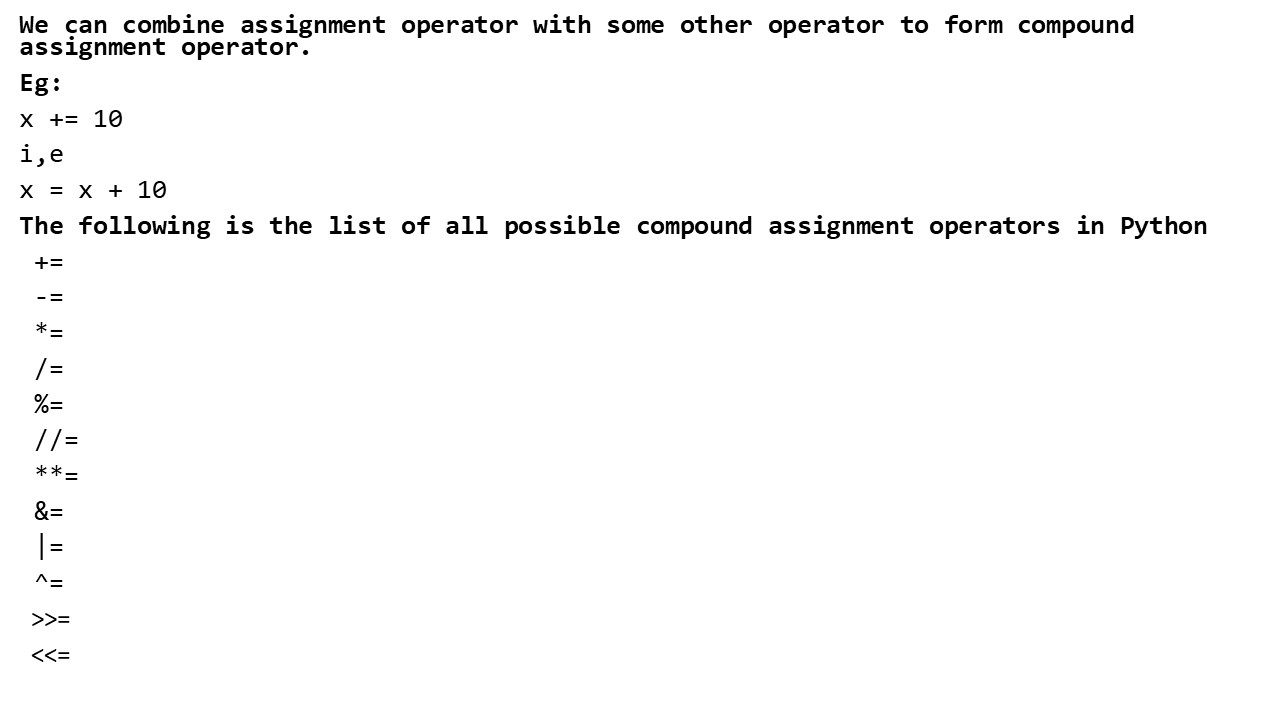 We can combine assignment operator with some other operator to form compound
assignment operator.
Eg:
x += 10
i,e
x = x + 10
The following is the list of all possible compound assignment operators in Python
+=
-=
*=
/=
%=
//=
**=
&=
|=
^=
>>=
<<=